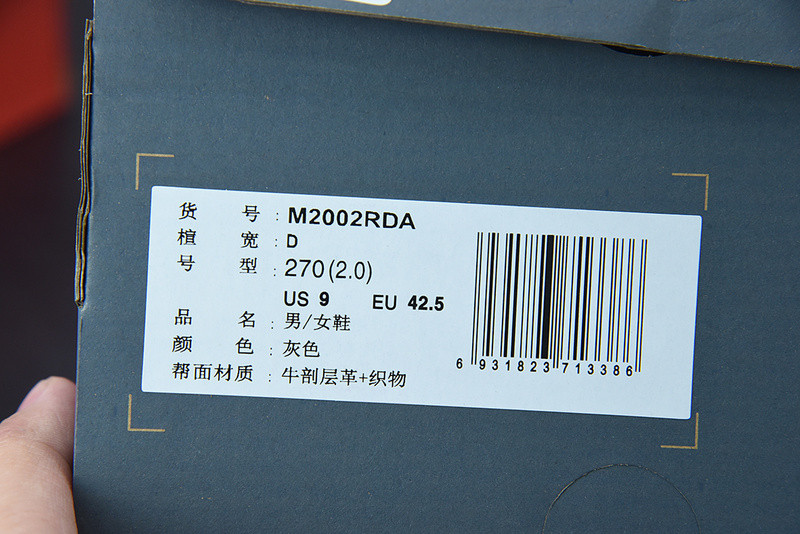 货 号 : M2002RDA
楦 宽 : D
号 型 : 270(2.0)
US 9 EU 42.5
品 名 : 男/女鞋
颜 色 : 灰色
帮面材质 : 牛剖层革+织物
6 931823 713386